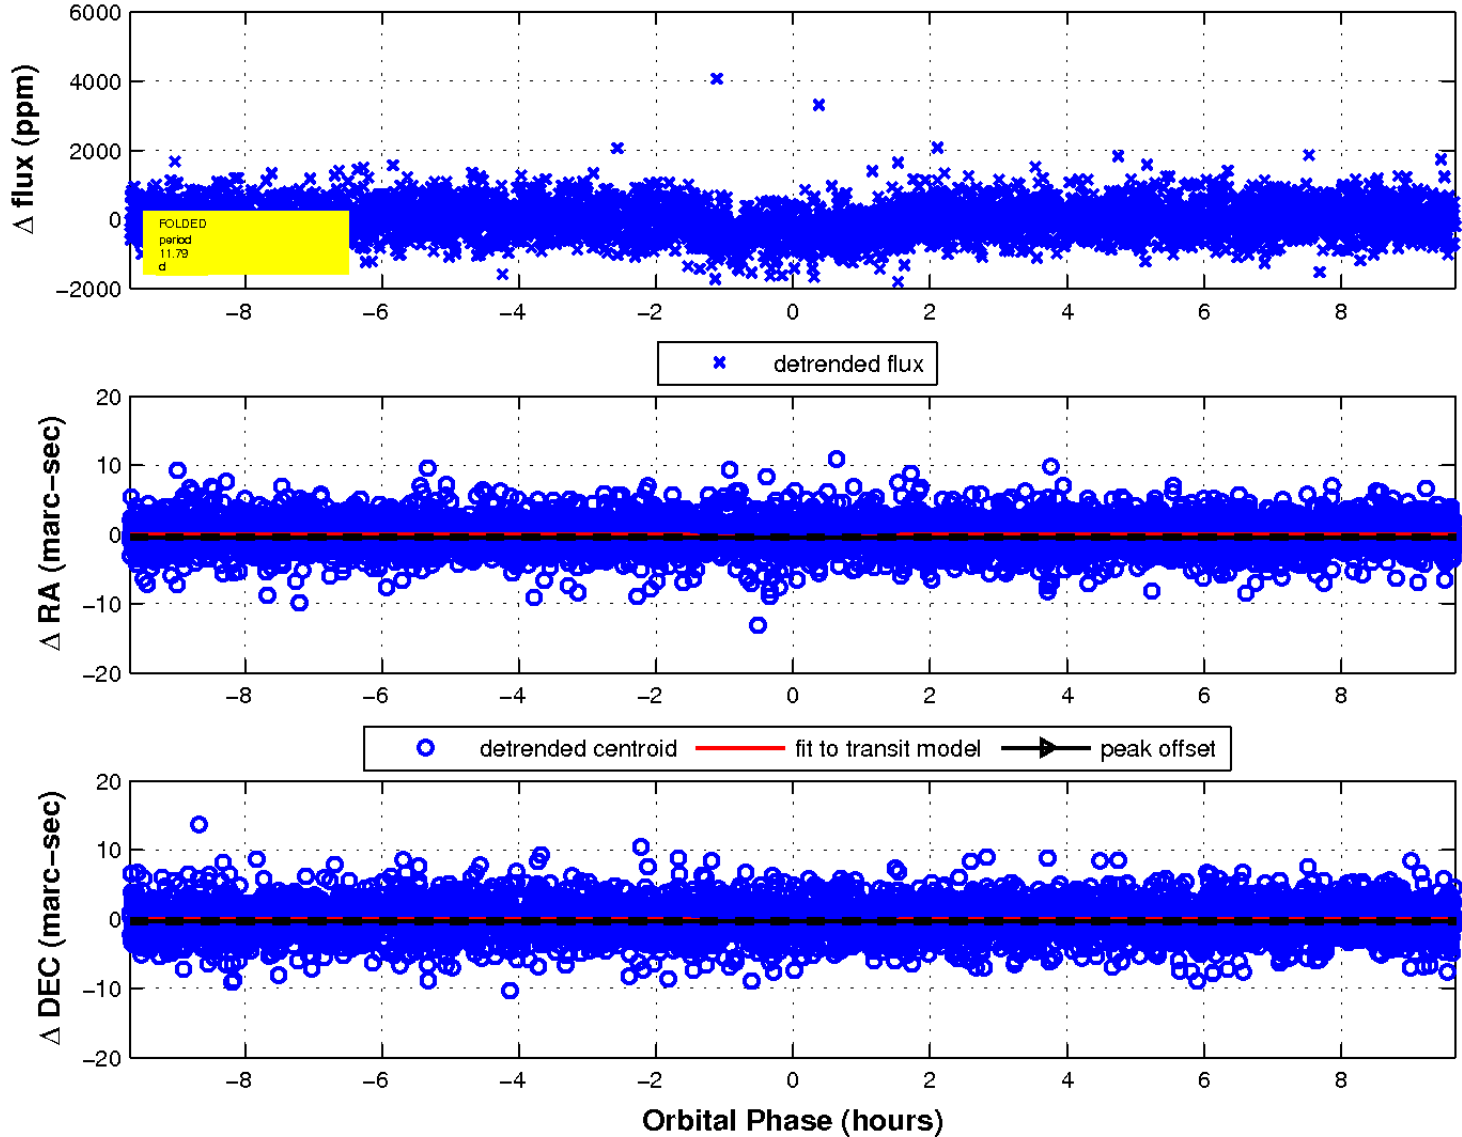 6000
4000
2000
0
−2000
Δ flux (ppm)
FOLDED
period
11.79
d
−8 −6 −4 −2 0 2 4 6 8
detrended flux
20
10
0
−10
−20
Δ RA (marc−sec)
−8 −6 −4 −2 0 2 4 6 8
detrended centroid fit to transit model peak offset
20
10
0
−10
−20
Δ DEC (marc−sec)
−8 −6 −4 −2 0 2 4 6 8
Orbital Phase (hours)